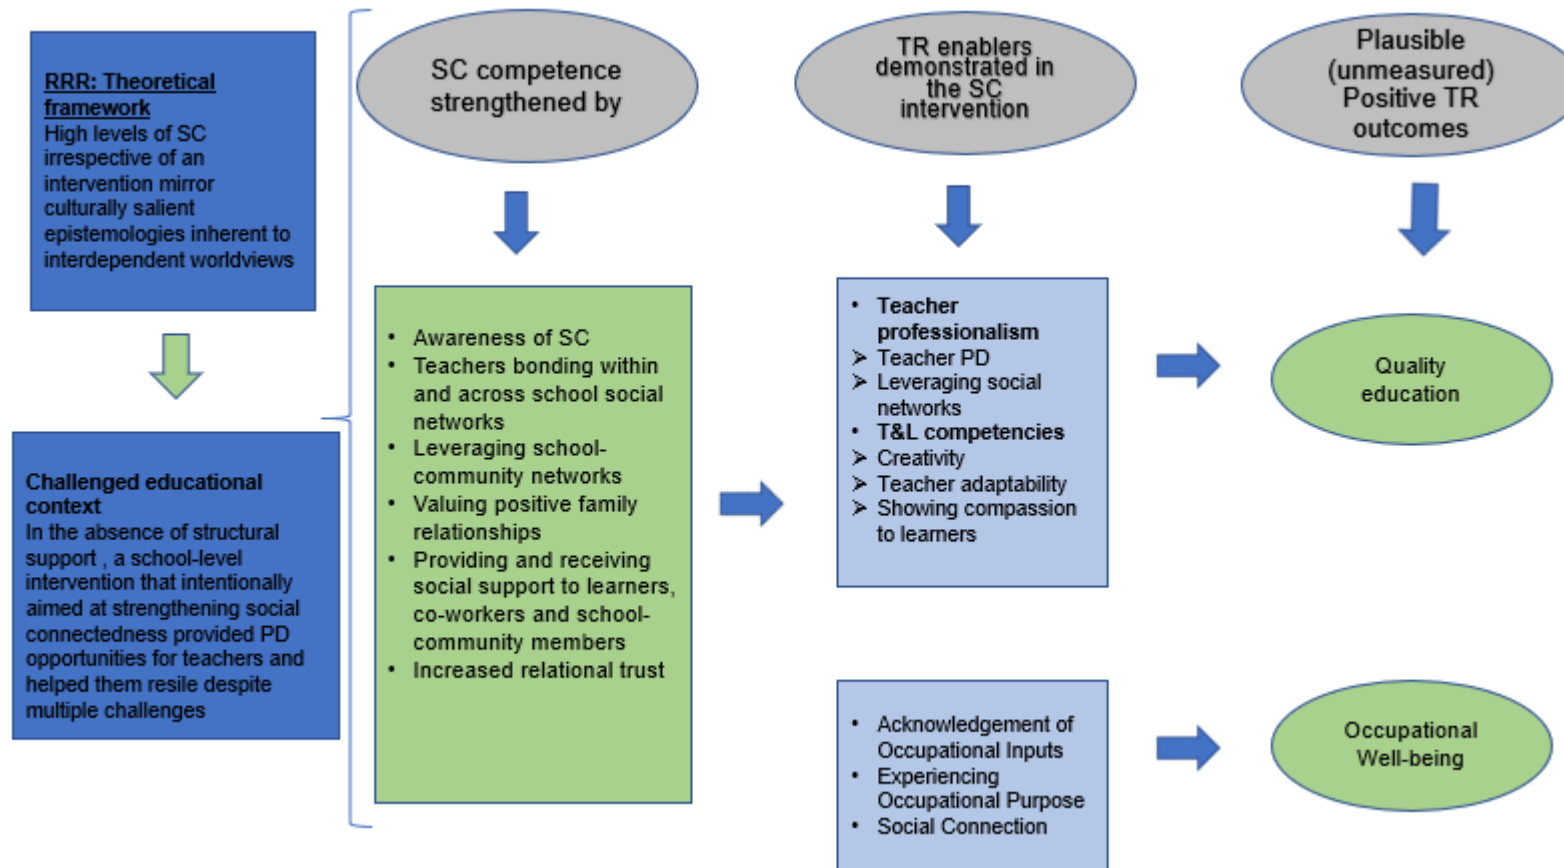 RRR: Theoretical
framework
High levels of SC
irrespective of an
intervention mirror
culturally salient
epistemologies inherent to
interdependent worldviews
Challenged educational
context
In the absence of structural
support , a school-level
intervention that intentionally
aimed at strengthening social
connectedness provided PD
opportunities for teachers and
helped them resile despite
multiple challenges
SC competence
strengthened by
• Awareness of SC
• Teachers bonding within
and across school social
networks
• Leveraging school-
community networks
• Valuing positive family
relationships
• Providing and receiving
social support to learners,
co-workers and school-
community members
• Increased relational trust
TR enablers
demonstrated in
the SC
intervention
• Teacher
professionalism
➢ Teacher PD
➢ Leveraging social
networks
• T&L competencies
➢ Creativity
➢ Teacher adaptability
➢ Showing compassion
to learners
• Acknowledgement of
Occupational Inputs
• Experiencing
Occupational Purpose
• Social Connection
Plausible
(unmeasured)
Positive TR
outcomes
Quality
education
Occupational
Well-being